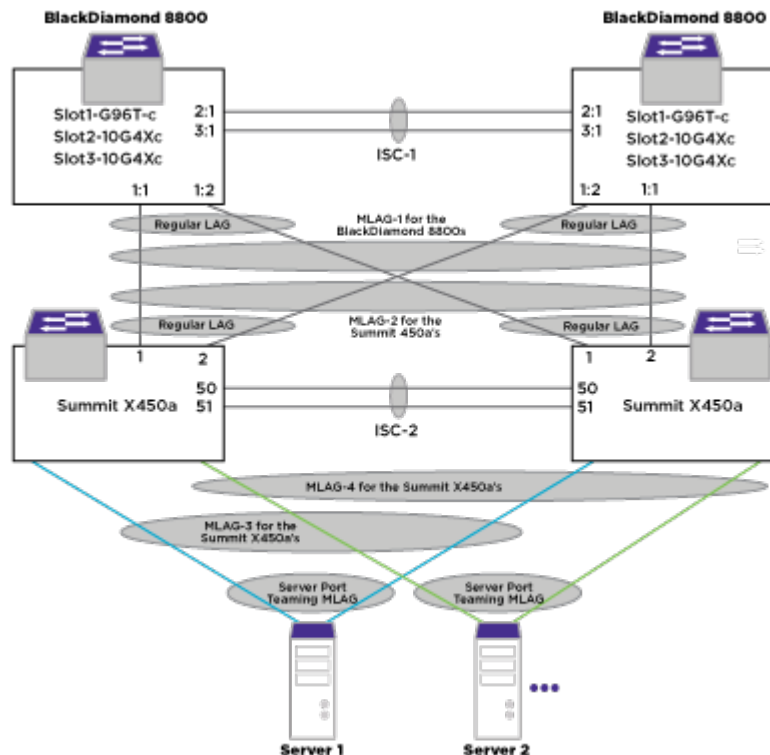 BlackDiamond 8800
BlackDiamond 8800
Slot1-G96T-c
Slot2-10G4Xc
Slot3-10G4Xc
2:1
3:1
1:1
1:2
ISC-1
2:1
3:1
Slot1-G96T-c
Slot2-10G4Xc
Slot3-10G4Xc
1:2
1:1
Regular LAG
MLAG-1 for the
BlackDiamond 8800s
Regular LAG
Regular LAG
MLAG-2 for the
Summit 450a's
Regular LAG
1
2
50
51
Summit X450a
ISC-2
1
2
50
51
Summit X450a
MLAG-4 for the Summit X450a's
MLAG-3 for the
Summit X450a's
Server Port
Teaming MLAG
Server Port
Teaming MLAG
Server 1
Server 2